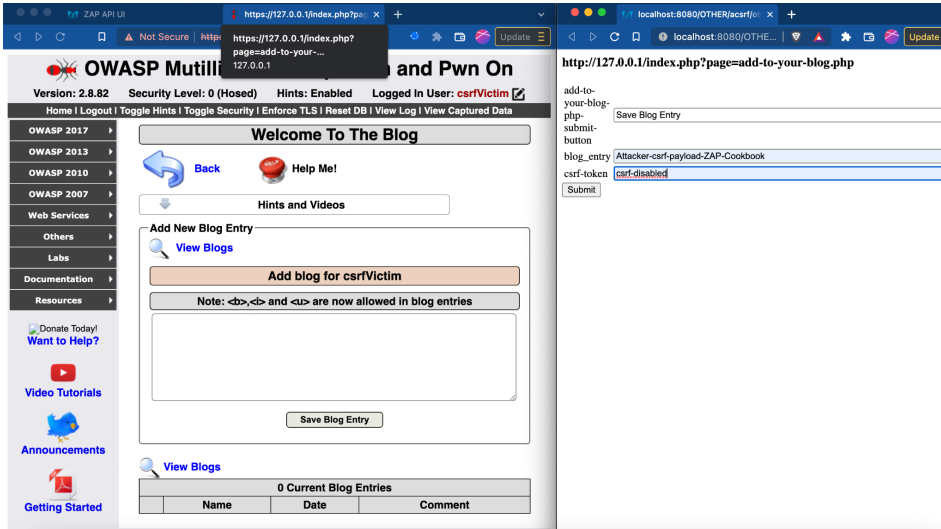 ZAP API UI
https://127.0.0.1/index.php?pag
Not Secure
https
Update
https://127.0.0.1/index.php?
page=add-to-your-...
127.0.0.1
OWASP Mutilli
and Pwn On
Version: 2.8.82 Security Level: 0 (Hosed) Hints: Enabled Logged In User: csrfVictim
Home | Logout | Toggle Hints | Toggle Security | Enforce TLS | Reset DB | View Log | View Captured Data
OWASP 2017
OWASP 2013
OWASP 2010
OWASP 2007
Web Services
Others
Labs
Documentation
Resources
Donate Today!
Want to Help?
Video Tutorials
Announcements
Getting Started
Welcome To The Blog
Back
Help Me!
Hints and Videos
Add New Blog Entry
View Blogs
Add blog for csrfVictim
Note: <b>,<i> and <u> are now allowed in blog entries
Save Blog Entry
View Blogs
0 Current Blog Entries
Name Date Comment
localhost:8080/OTHER/acsrf/ot
localhost:8080/OTHE...
Update
http://127.0.0.1/index.php?page=add-to-your-blog.php
add-to-
your-blog-
php-
submit-
button
Save Blog Entry
blog_entry Attacker-csrf-payload-ZAP-Cookbook
csrf-token csrf-disabled
Submit